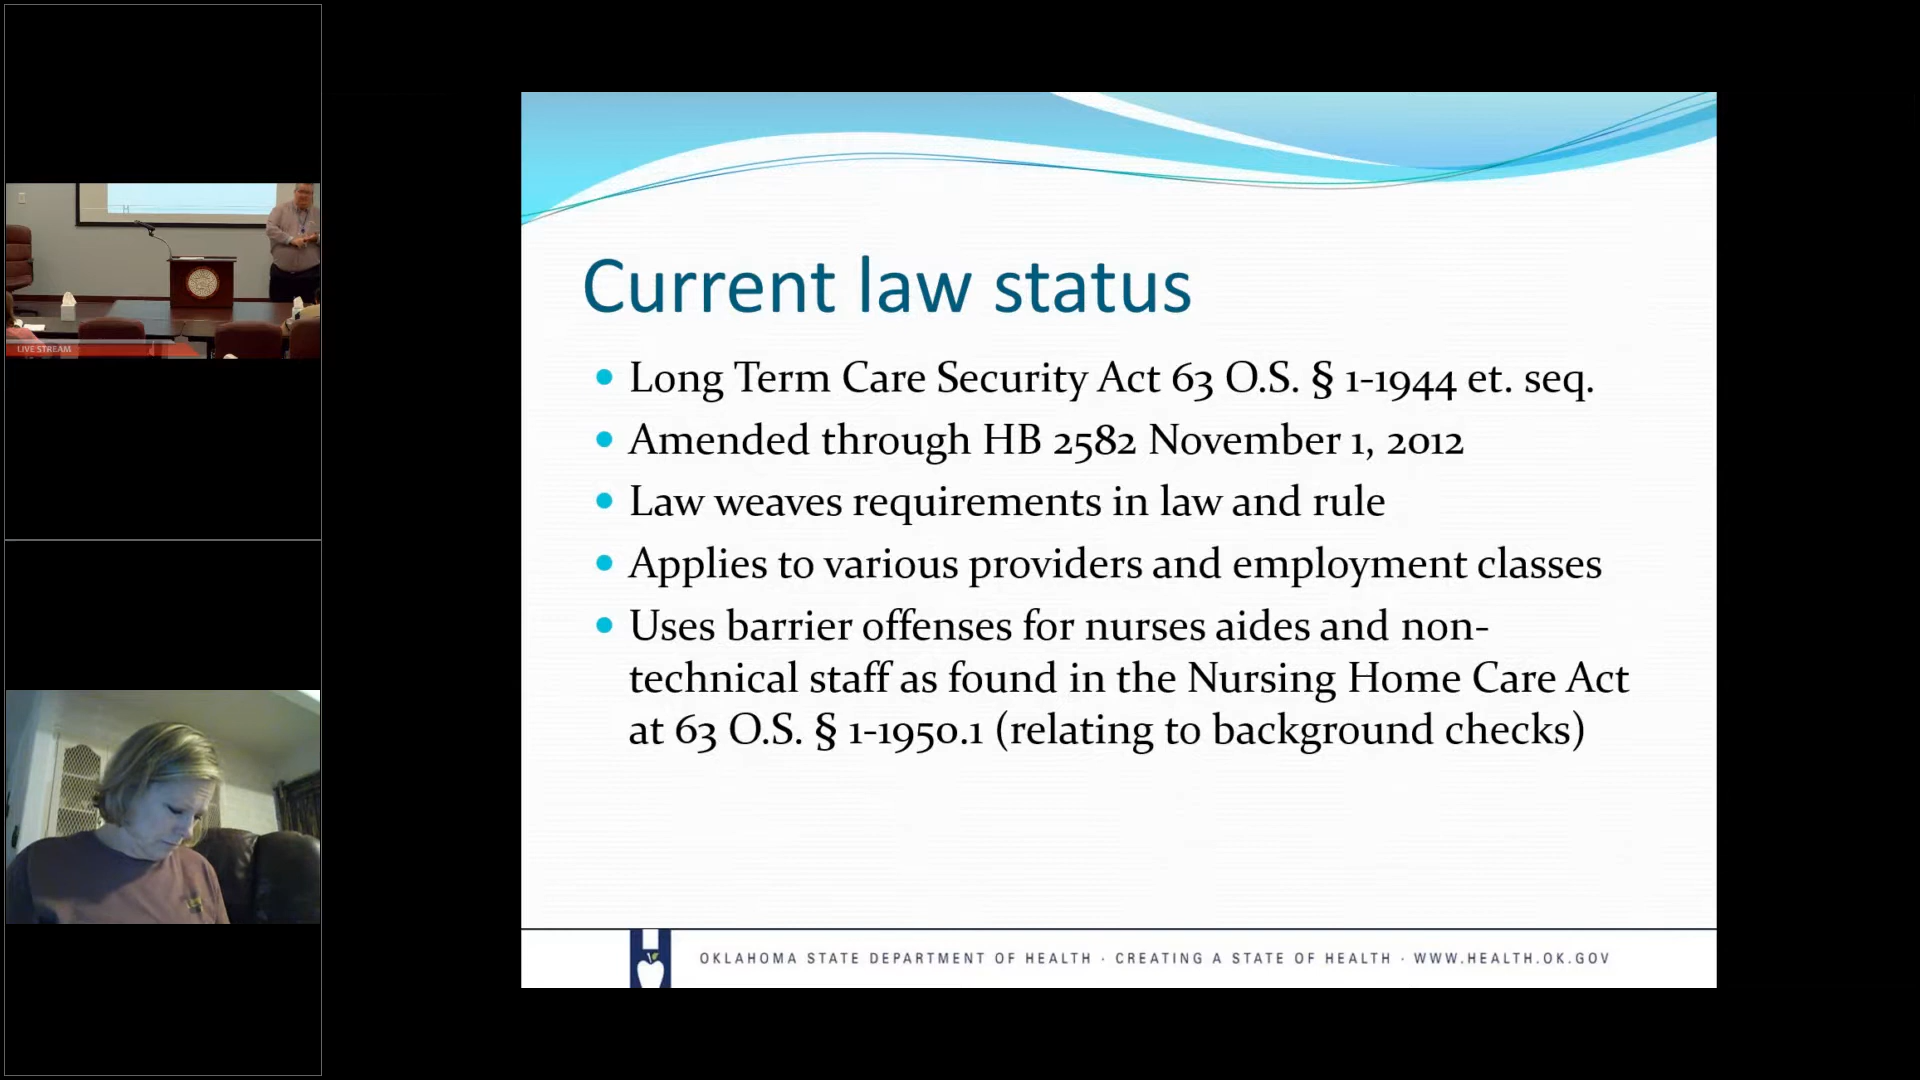 Current law status
Long Term Care Security Act 63 O.S. § 1-1944 et. seq.
Amended through HB 2582 November 1, 2012
Law weaves requirements in law and rule
Applies to various providers and employment classes
Uses barrier offenses for nurses aides and non-
technical staff as found in the Nursing Home Care Act
at 63 O.S. § 1-1950.1 (relating to background checks)
OKLAHOMA STATE DEPARTMENT OF HEALTH · CREATING A STATE OF HEALTH · WWW.HEALTH.OK.GOV
LIVE STREAM